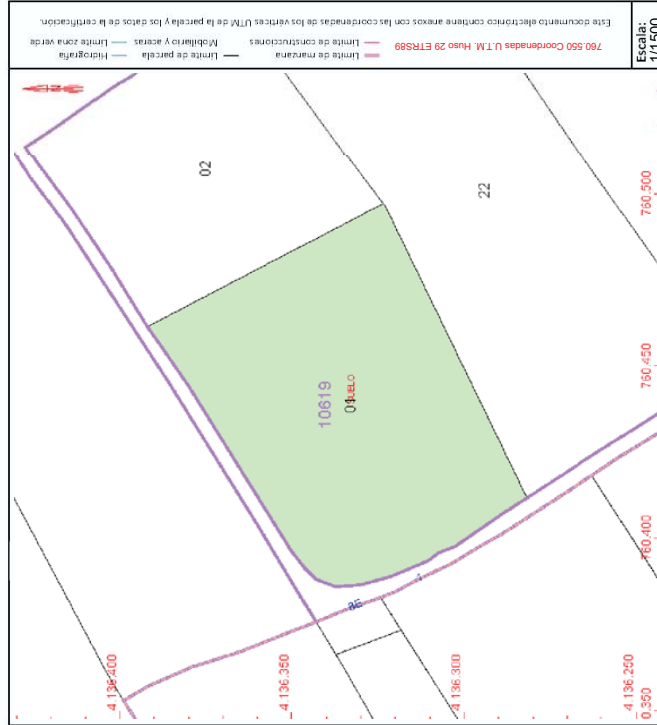 Este documento electrónico contiene anexos con las coordenadas de los vértices UTM de la parcela y los datos de la certificación.
760.550 Coordenadas U.T.M. Huso 29 ETRS89
Límite de manzana
Límite de construcciones
Límite de parcela
Mobiliario y aceras
Hidrografía
Límite zona verde
Escala:
1/1500
02
22
10619
01
SUELO
4.136.400
4.136.350
4.136.300
4.136.250
760,500
760,450
760,400
0,350